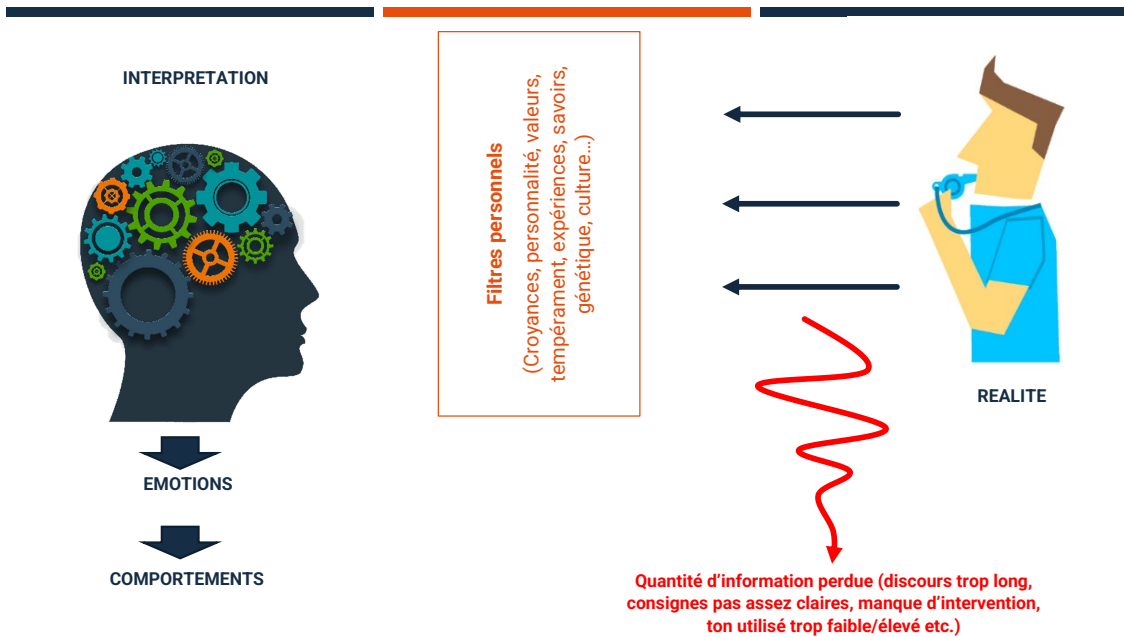 INTERPRETATION
Filtres personnels
(Croyances, personnalité, valeurs,
tempérament, expériences, savoirs,
génétique, culture…)
REALITE
EMOTIONS
COMPORTEMENTS
Quantité d’information perdue (discours trop long,
consignes pas assez claires, manque d’intervention,
ton utilisé trop faible/élevé etc.)